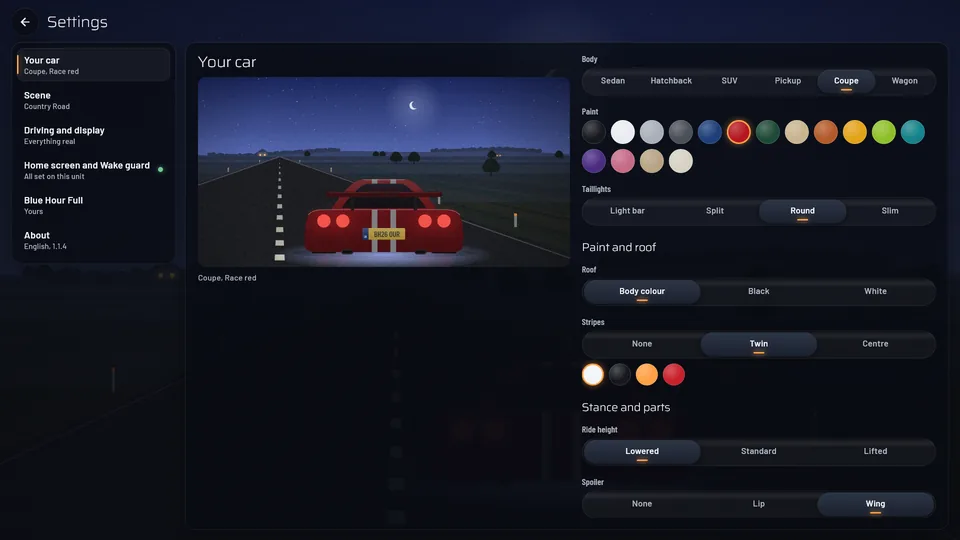 Settings
Your car
Coupe, Race red
Scene
Country Road
Driving and display
Everything real
Home screen and Wake guard
All set on this unit
Blue Hour Full
Yours
About
English, 1.1.4
Your car
BH26 OUR
Coupe, Race red
Body
Sedan Hatchback SUV Pickup Coupe Wagon
Paint
Taillights
Light bar Split Round Slim
Paint and roof
Roof
Body colour Black White
Stripes
None Twin Centre
Stance and parts
Ride height
Lowered Standard Lifted
Spoiler
None Lip Wing